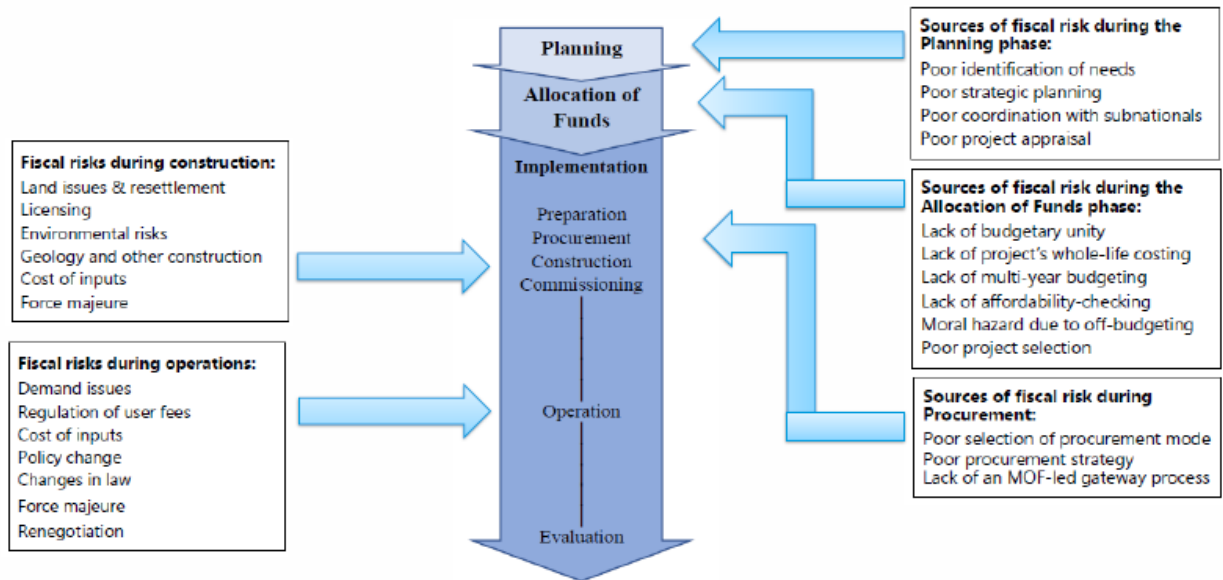 Planning
Allocation of
Funds
Implementation
Preparation
Procurement
Construction
Commissioning
Operation
Evaluation
Fiscal risks during construction:
Land issues & resettlement
Licensing
Environmental risks
Geology and other construction
Cost of inputs
Force majeure
Fiscal risks during operations:
Demand issues
Regulation of user fees
Cost of inputs
Policy change
Changes in law
Force majeure
Renegotiation
Sources of fiscal risk during the
Planning phase:
Poor identification of needs
Poor strategic planning
Poor coordination with subnationals
Poor project appraisal
Sources of fiscal risk during the
Allocation of Funds phase:
Lack of budgetary unity
Lack of project's whole-life costing
Lack of multi-year budgeting
Lack of affordability-checking
Moral hazard due to off-budgeting
Poor project selection
Sources of fiscal risk during
Procurement:
Poor selection of procurement mode
Poor procurement strategy
Lack of an MOF-led gateway process